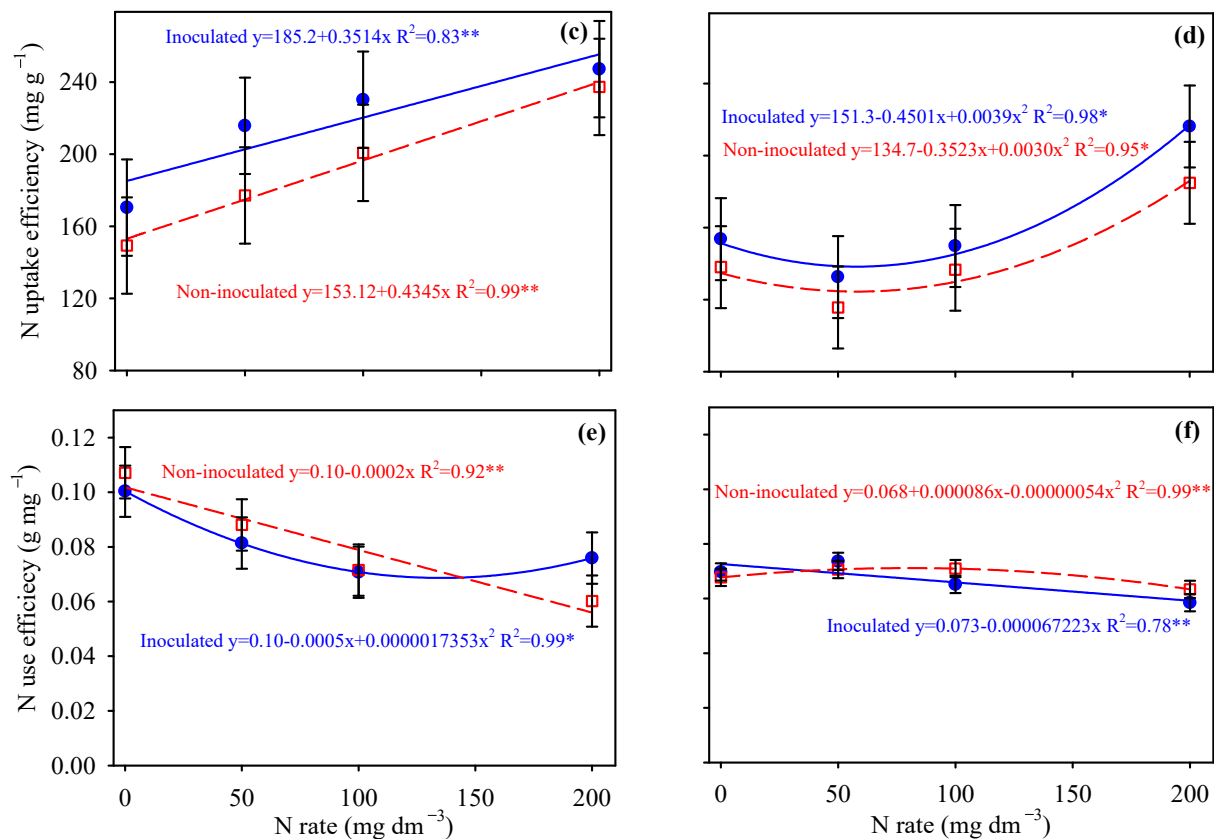 (c)
Inoculated y=185.2+0.3514x R²=0.83**
Non-inoculated y=153.12+0.4345x R²=0.99**
N uptake efficiency (mg g⁻¹)
240
200
160
120
80
(d)
Inoculated y=151.3-0.4501x+0.0039x² R²=0.98*
Non-inoculated y=134.7-0.3523x+0.0030x² R²=0.95*
(e)
Non-inoculated y=0.10-0.0002x R²=0.92**
Inoculated y=0.10-0.0005x+0.0000017353x² R²=0.99*
N use efficiecy (g mg⁻¹)
0.12
0.10
0.08
0.06
0.04
0.02
0.00
0 50 100 150 200
N rate (mg dm⁻³)
(f)
Non-inoculated y=0.068+0.000086x-0.00000054x² R²=0.99**
Inoculated y=0.073-0.000067223x R²=0.78**
0 50 100 150 200
N rate (mg dm⁻³)